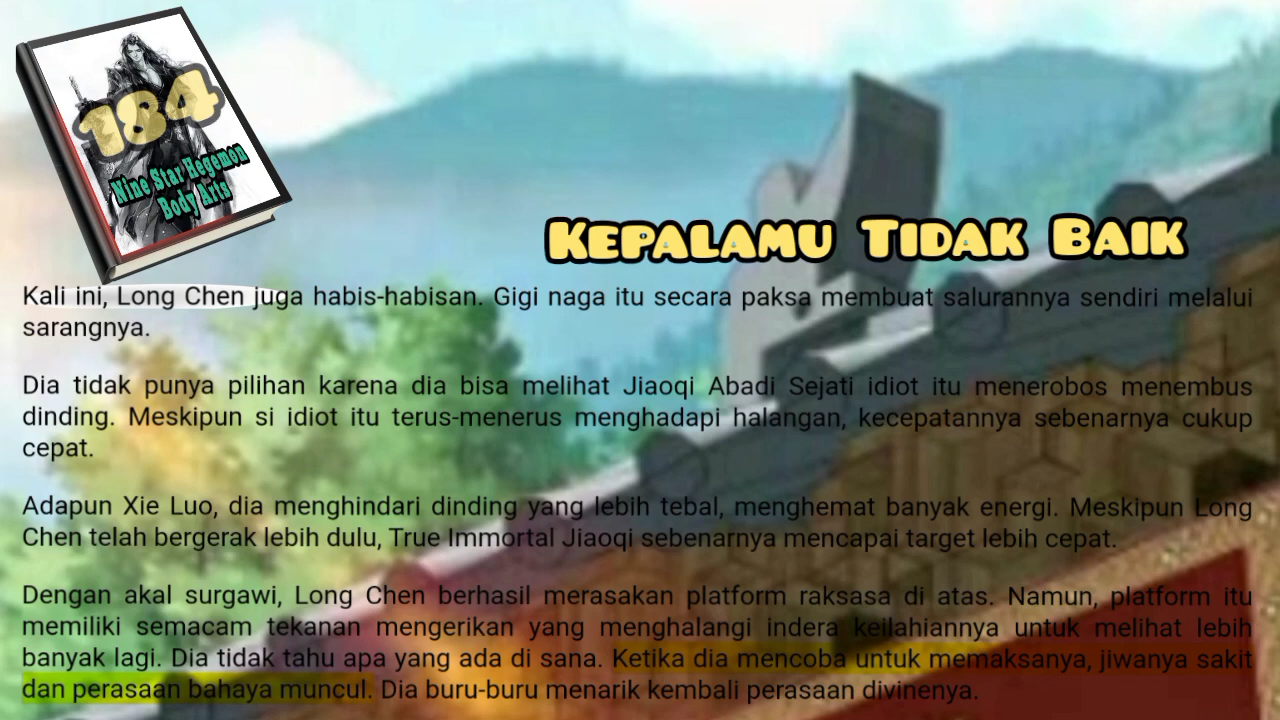 184
Nine Star Hegemon
Body Arts
Kepalamu Tidak Baik
Kali ini, Long Chen juga habis-habisan. Gigi naga itu secara paksa membuat salurannya sendiri melalui
sarangnya.
Dia tidak punya pilihan karena dia bisa melihat Jiaoqi Abadi Sejati idiot itu menerobos menembus
dinding. Meskipun si idiot itu terus-menerus menghadapi halangan, kecepatannya sebenarnya cukup
cepat.
Adapun Xie Luo, dia menghindari dinding yang lebih tebal, menghemat banyak energi. Meskipun Long
Chen telah bergerak lebih dulu, True Immortal Jiaoqi sebenarnya mencapai target lebih cepat.
Dengan akal surgawi, Long Chen berhasil merasakan platform raksasa di atas. Namun, platform itu
memiliki semacam tekanan mengerikan yang menghalangi indera keilahiannya untuk melihat lebih
banyak lagi. Dia tidak tahu apa yang ada di sana. Ketika dia mencoba untuk memaksanya, jiwanya sakit
dan perasaan bahaya muncul. Dia buru-buru menarik kembali perasaan divinenya.